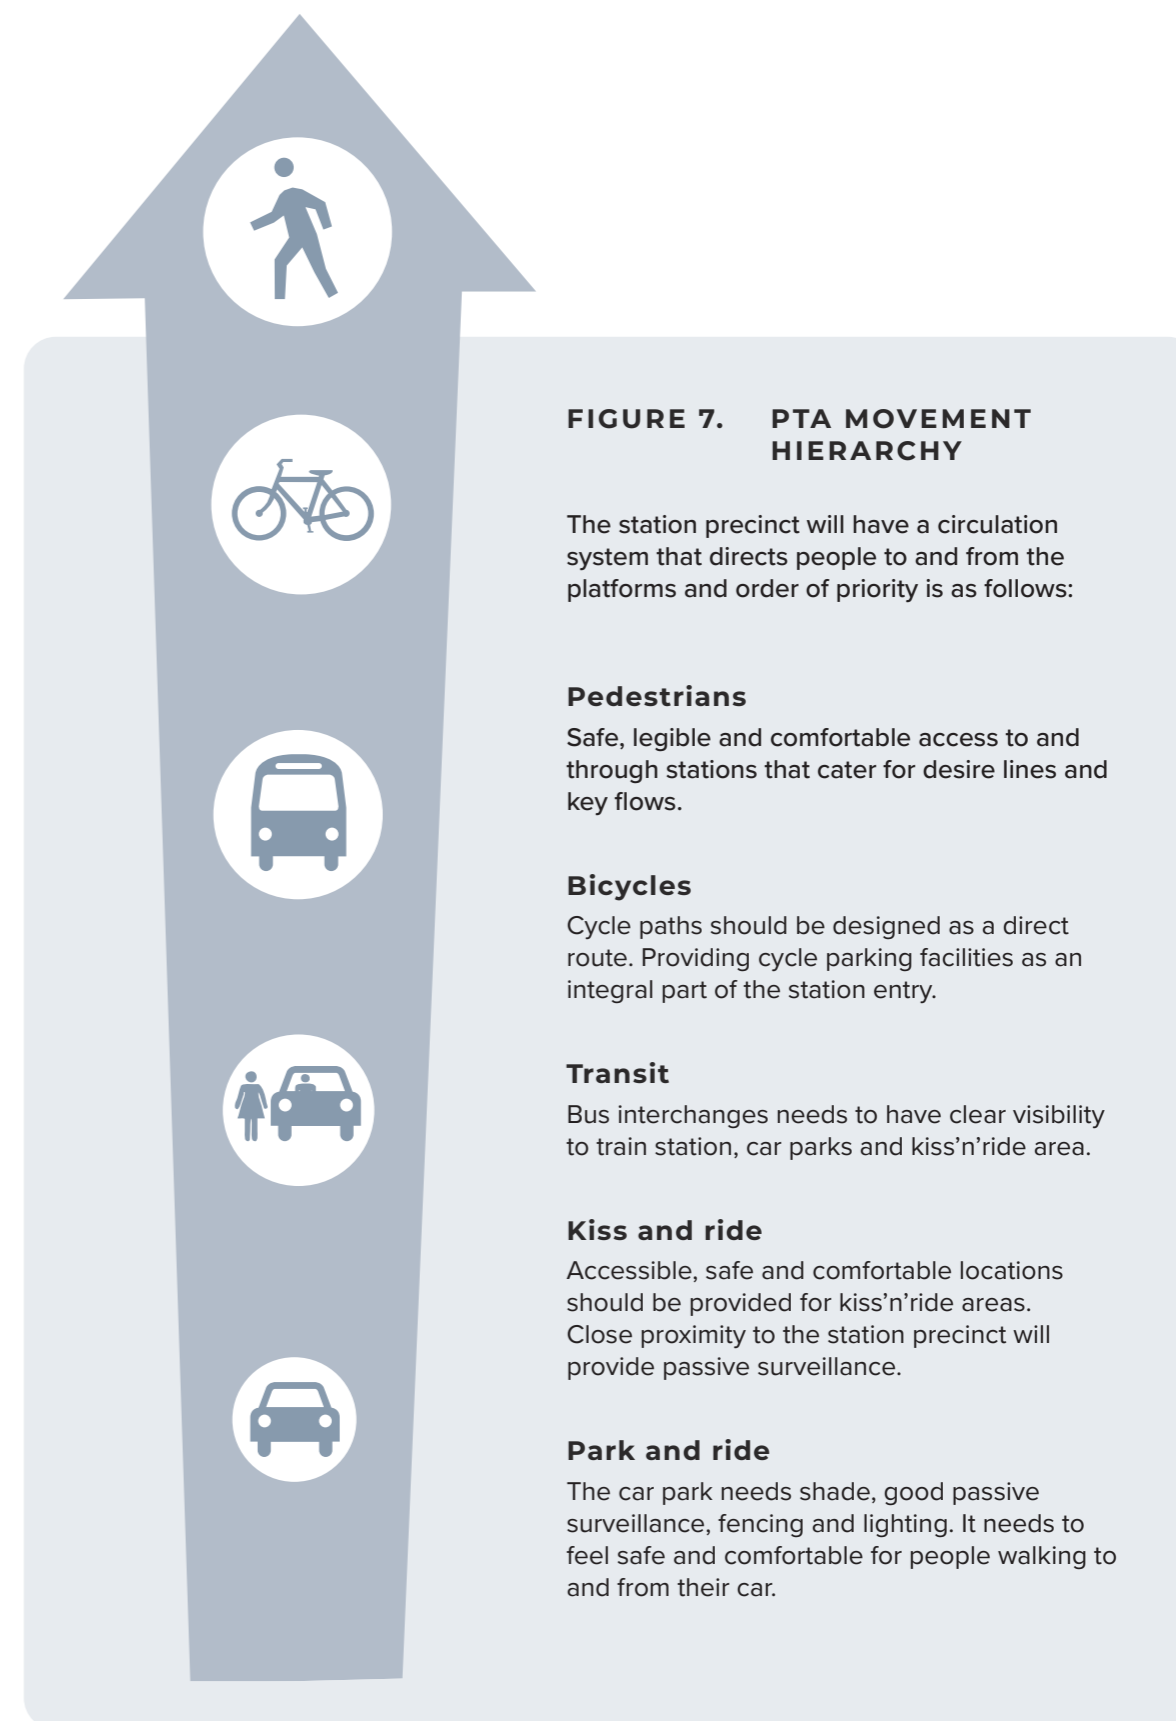 FIGURE 7. PTA MOVEMENT
HIERARCHY
The station precinct will have a circulation
system that directs people to and from the
platforms and order of priority is as follows:
Pedestrians
Safe, legible and comfortable access to and
through stations that cater for desire lines and
key flows.
Bicycles
Cycle paths should be designed as a direct
route. Providing cycle parking facilities as an
integral part of the station entry.
Transit
Bus interchanges needs to have clear visibility
to train station, car parks and kiss’n’ride area.
Kiss and ride
Accessible, safe and comfortable locations
should be provided for kiss’n’ride areas.
Close proximity to the station precinct will
provide passive surveillance.
Park and ride
The car park needs shade, good passive
surveillance, fencing and lighting. It needs to
feel safe and comfortable for people walking to
and from their car.